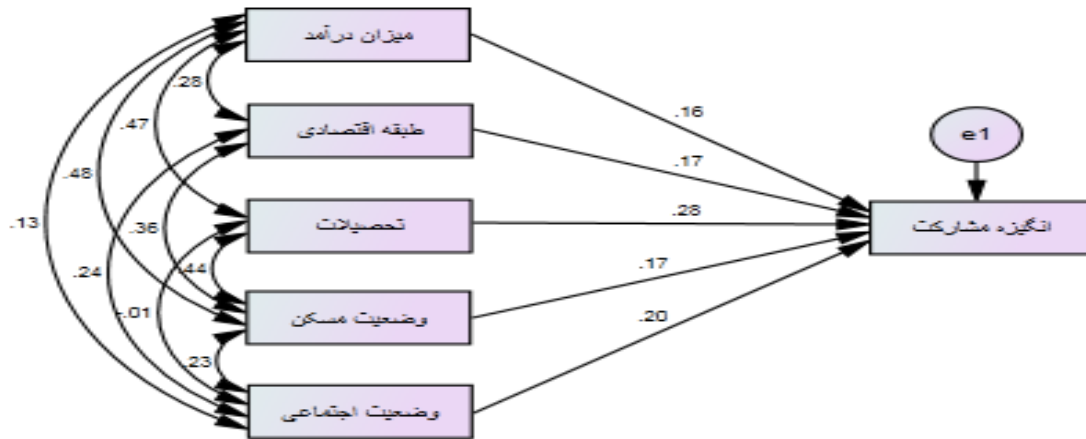 میزان درآمد
.28
.16
.47
طبقه اقتصادی
e1
.17
.48
.13
.36
تحصیلات
.28
انگیزه مشارکت
.24
.44
.17
-.01
وضعیت مسکن
.20
.23
وضعیت اجتماعی